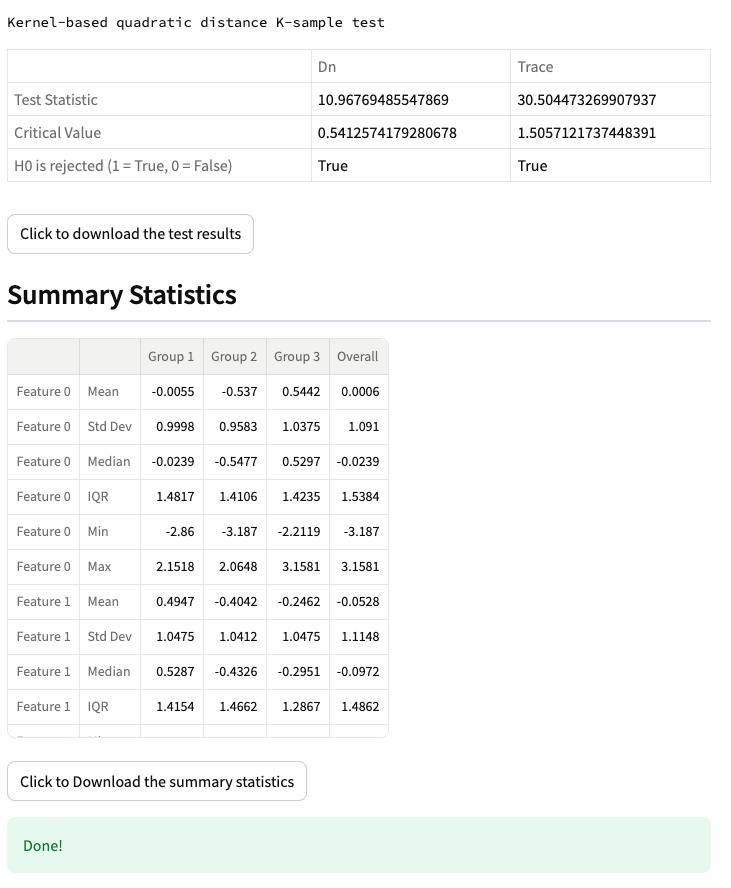 Kernel-based quadratic distance K-sample test
Dn Trace
Test Statistic 10.96769485547869 30.504473269907937
Critical Value 0.5412574179280678 1.5057121737448391
H0 is rejected (1 = True, 0 = False) True True
Click to download the test results
Summary Statistics
Group 1 Group 2 Group 3 Overall
Feature 0 Mean -0.0055 -0.537 0.5442 0.0006
Feature 0 Std Dev 0.9998 0.9583 1.0375 1.091
Feature 0 Median -0.0239 -0.5477 0.5297 -0.0239
Feature 0 IQR 1.4817 1.4106 1.4235 1.5384
Feature 0 Min -2.86 -3.187 -2.2119 -3.187
Feature 0 Max 2.1518 2.0648 3.1581 3.1581
Feature 1 Mean 0.4947 -0.4042 -0.2462 -0.0528
Feature 1 Std Dev 1.0475 1.0412 1.0475 1.1148
Feature 1 Median 0.5287 -0.4326 -0.2951 -0.0972
Feature 1 IQR 1.4154 1.4662 1.2867 1.4862
Click to Download the summary statistics
Done!